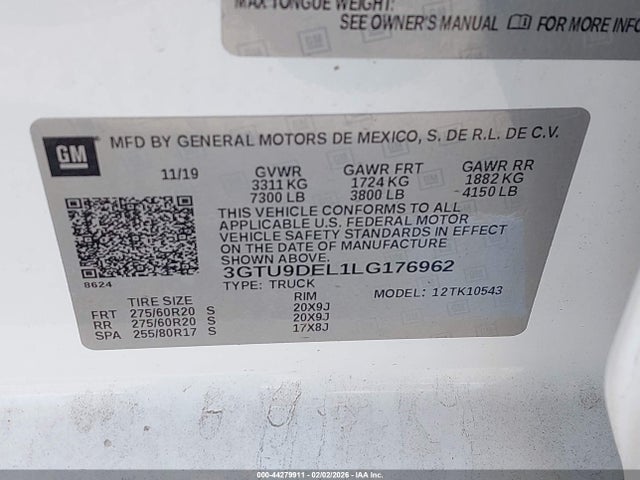 MAX TONGUE WEIGHT:
SEE OWNER'S MANUAL FOR MORE INFO
GM
GM
MFD BY GENERAL MOTORS DE MEXICO, S. DE R.L. DE C.V.
11/19 GVWR GAWR FRT GAWR RR
3311 KG 1724 KG 1882 KG
7300 LB 3800 LB 4150 LB
THIS VEHICLE CONFORMS TO ALL
APPLICABLE U.S. FEDERAL MOTOR
VEHICLE SAFETY STANDARDS IN EFFECT
ON THE DATE OF MANUFACTURE
SHOWN ABOVE.
8624
3GTU9DEL1LG176962
TYPE: TRUCK MODEL: 12TK10543
TIRE SIZE RIM
FRT 275/60R20 S 20X9J
RR 275/60R20 S 20X9J
SPA 255/80R17 S 17X8J
000-44279911 - 02/02/2026 - IAA Inc.